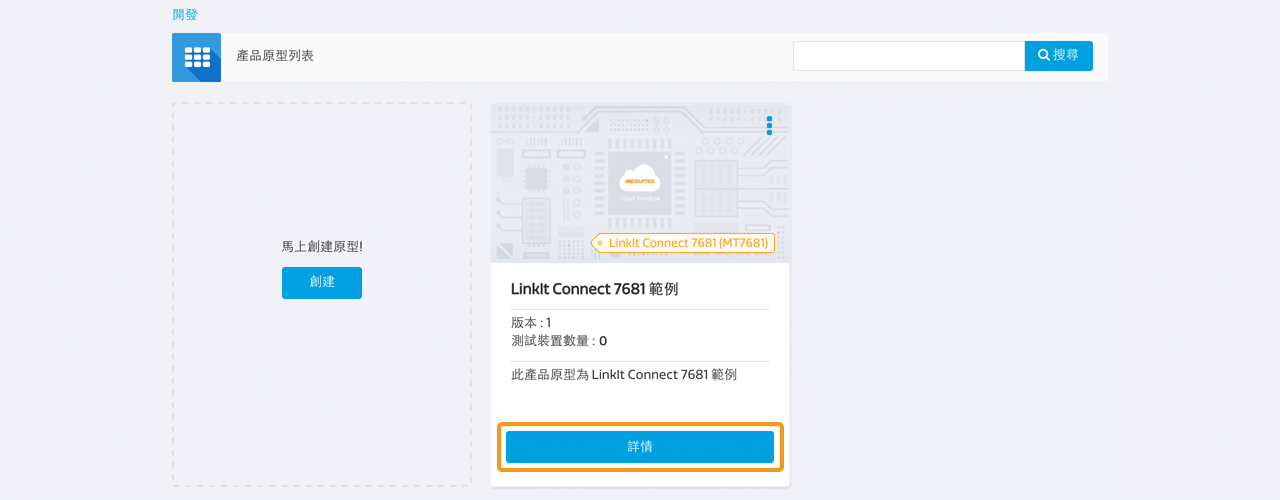 開發
產品原型列表
搜尋
馬上創建原型!
創建
MEDIATEK
Cloud Sandbox
LinkIt Connect 7681 (MT7681)
LinkIt Connect 7681 範例
版本 : 1
測試裝置數量 : 0
此產品原型為 LinkIt Connect 7681 範例
詳情